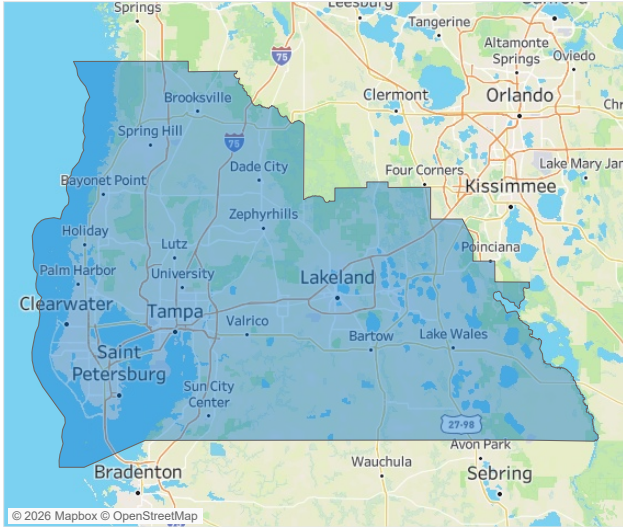 Springs
Leesburg
Tangerine
Sanford
Altamonte
Springs
Oviedo
75
Brooksville
Clermont
Orlando
Spring Hill
75
Dade City
Four Corners
Lake Mary Jan
Bayonet Point
Kissimmee
Zephyrhills
Holiday
Lutz
Poinciana
Palm Harbor
University
Lakeland
Clearwater
Tampa
Valrico
Bartow
Lake Wales
Saint
Petersburg
Sun City
Center
27-98
Avon Park
Bradenton
Wauchula
Sebring
© 2026 Mapbox © OpenStreetMap